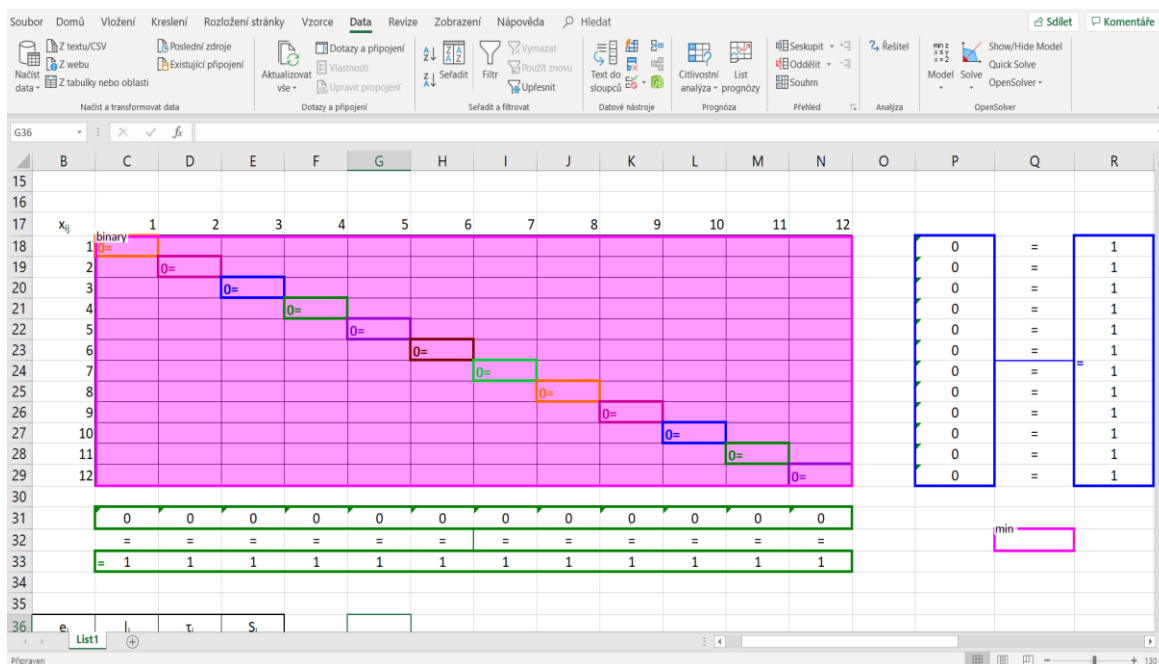 Soubor Domů Vložení Kreslení Rozložení stránky Vzorce Data Revize Zobrazení Nápověda Hledat Sdílet Komentáře
Z textu/CSV Poslední zdroje Dotazy a připojení Vymazat Seskupit Řešitel Show/Hide Model
Z webu Existující připojení Vlastnosti Použít znovu Oddělit Quick Solve
Načíst data Z tabulky nebo oblasti Aktualizovat vše Upravit propojení Seřadit Filtr Upřesnit Text do sloupců Citlivostní analýza List prognózy Souhrn Model Solve OpenSolver
Načíst a transformovat data Dotazy a připojení Seřadit a filtrovat Datové nástroje Prognóza Přehled Analýza OpenSolver
G36 fx
B C D E F G H I J K L M N O P Q R
15
16
17 xij 1 2 3 4 5 6 7 8 9 10 11 12
binary
18 1 0= 0 = 1
19 2 0= 0 = 1
20 3 0= 0 = 1
21 4 0= 0 = 1
22 5 0= 0 = 1
23 6 0= 0 = 1
24 7 0= 0 = = 1
25 8 0= 0 = 1
26 9 0= 0 = 1
27 10 0= 0 = 1
28 11 0= 0 = 1
29 12 0= 0 = 1
30
31 0 0 0 0 0 0 0 0 0 0 0 0
32 = = = = = = = = = = = = min
33 = 1 1 1 1 1 1 1 1 1 1 1 1
34
35
36
List1
Připraven 130